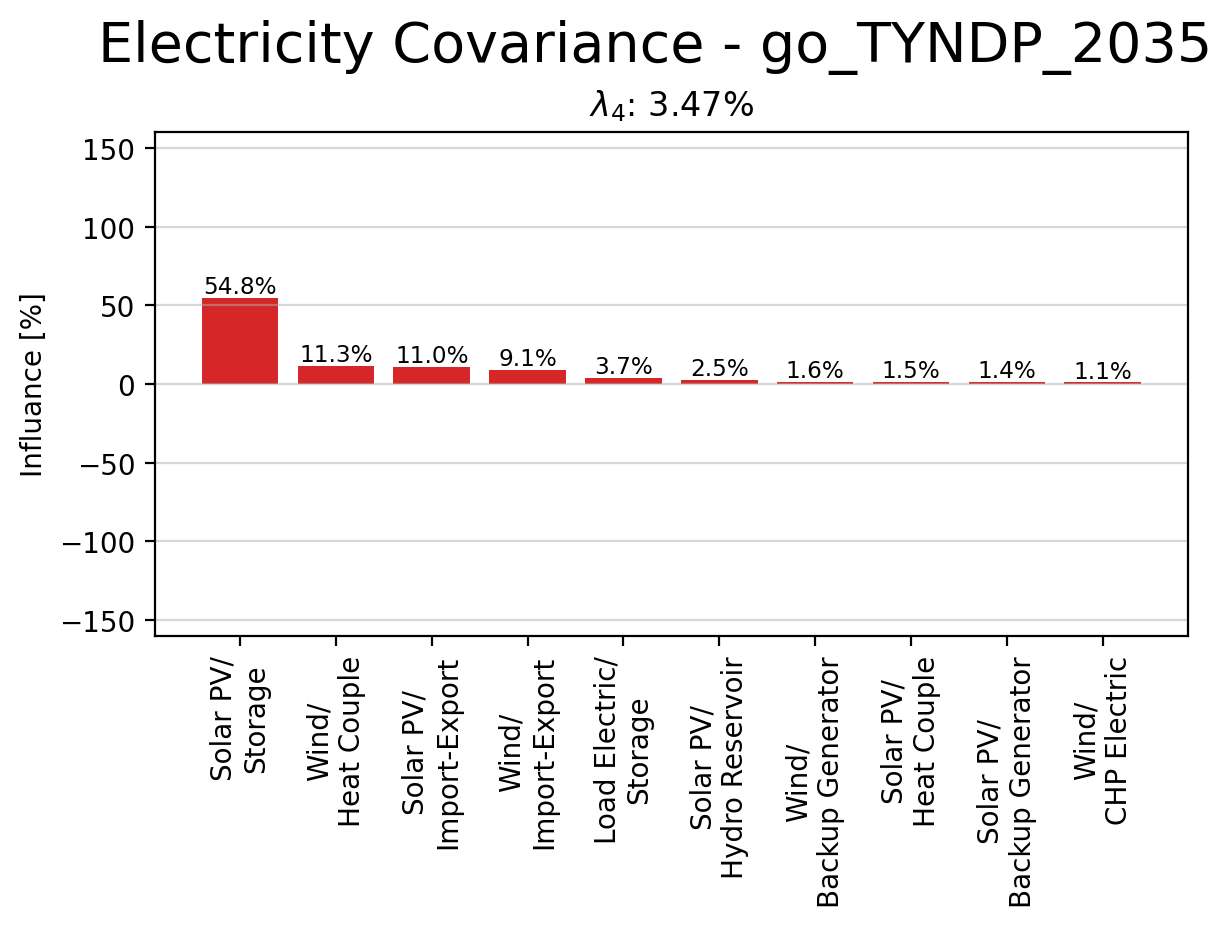 Electricity Covariance - go_TYNDP_2035
λ4: 3.47%
Influance [%]
150
100
50
0
−50
−100
−150
54.8%
11.3%
11.0%
9.1%
3.7%
2.5%
1.6%
1.5%
1.4%
1.1%
Solar PV/
Storage
Wind/
Heat Couple
Solar PV/
Import-Export
Wind/
Import-Export
Load Electric/
Storage
Solar PV/
Hydro Reservoir
Wind/
Backup Generator
Solar PV/
Heat Couple
Solar PV/
Backup Generator
Wind/
CHP Electric